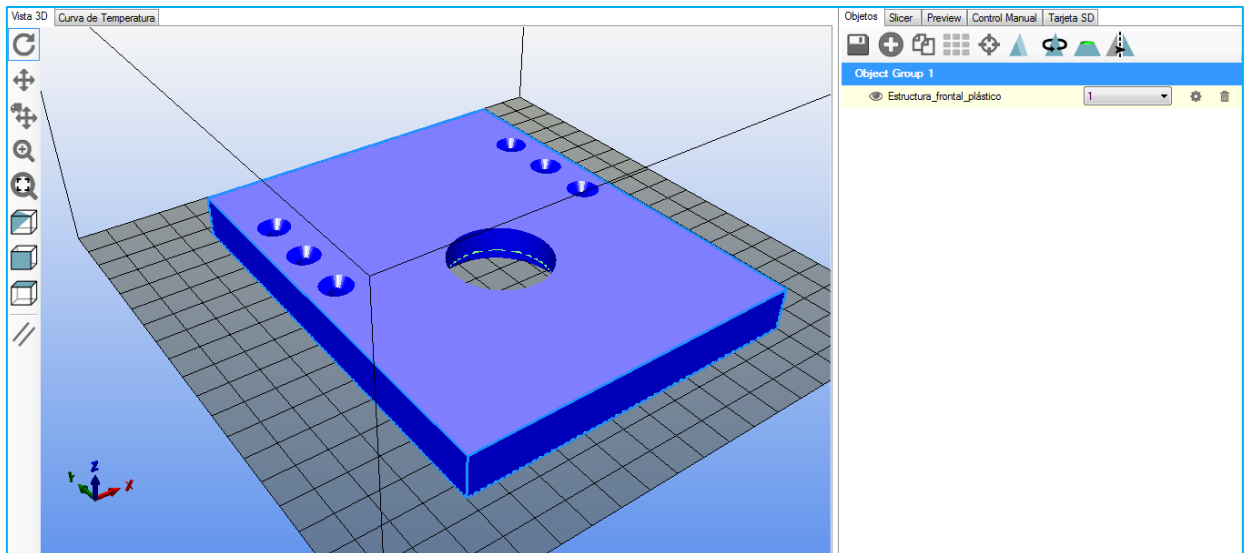 Vista 3D Curva de Temperatura
Objetos Slicer Preview Control Manual Tarjeta SD
Object Group 1
Estructura_frontal_plástico 1
Z
Y X